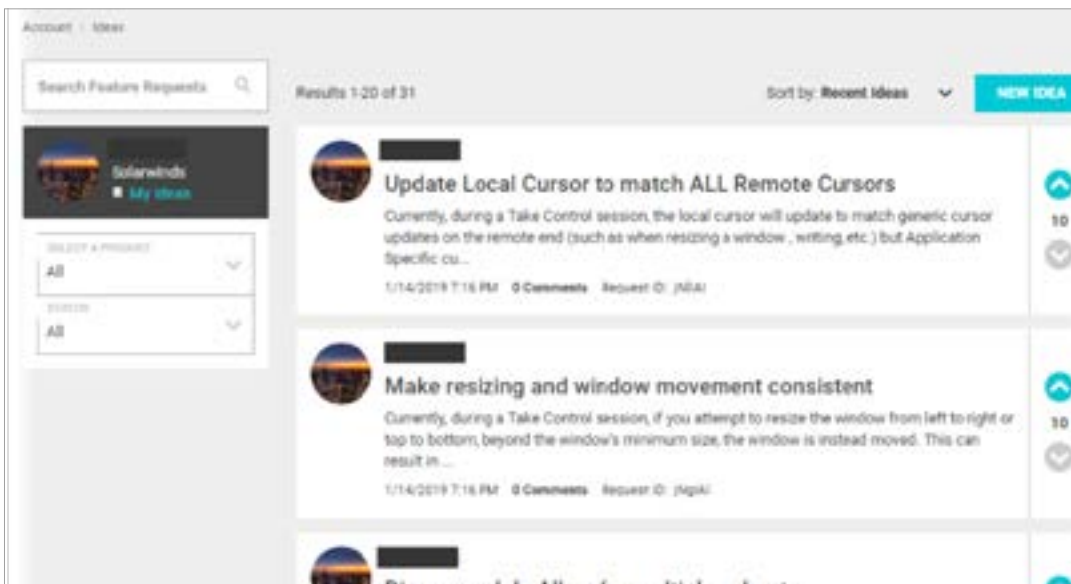 Account Ideas
Search Feature Requests
Results 1-20 of 31
Sort by: Recent Ideas
NEW IDEA
Solarwinds
My Ideas
SELECT A PRODUCT
All
STATUS
All
Update Local Cursor to match ALL Remote Cursors
Currently, during a Take Control session, the local cursor will update to match generic cursor
updates on the remote end (such as when resizing a window , writing, etc.) but Application
Specific cu...
1/14/2019 7:16 PM 0 Comments Request ID:
10
Make resizing and window movement consistent
Currently, during a Take Control session, if you attempt to resize the window from left to right or
top to bottom, beyond the window's minimum size, the window is instead moved. This can
result in ...
1/14/2019 7:16 PM 0 Comments Request ID:
10